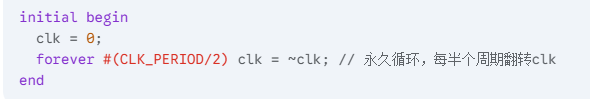 initial begin
  clk = 0;
  forever #(CLK_PERIOD/2) clk = ~clk; // 永久循环，每半个周期翻转clk
end